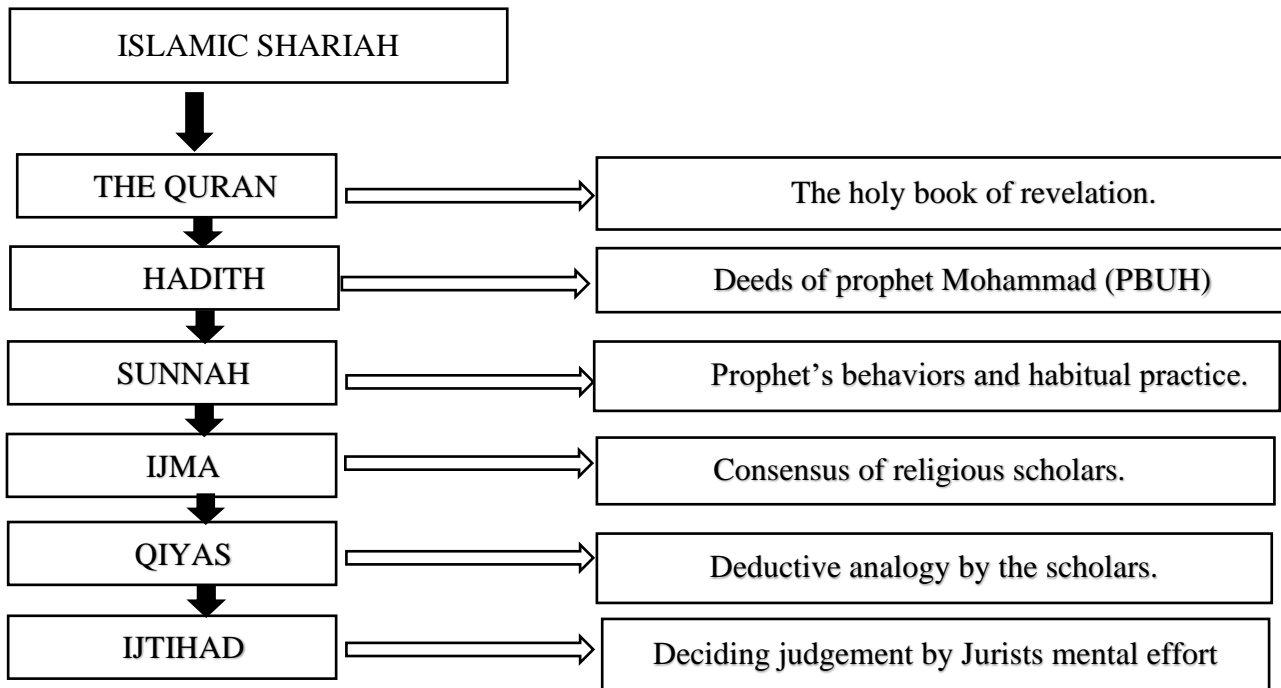 ISLAMIC SHARIAH
THE QURAN
The holy book of revelation.
HADITH
Deeds of prophet Mohammad (PBUH)
SUNNAH
Prophet’s behaviors and habitual practice.
IJMA
Consensus of religious scholars.
QIYAS
Deductive analogy by the scholars.
IJTIHAD
Deciding judgement by Jurists mental effort